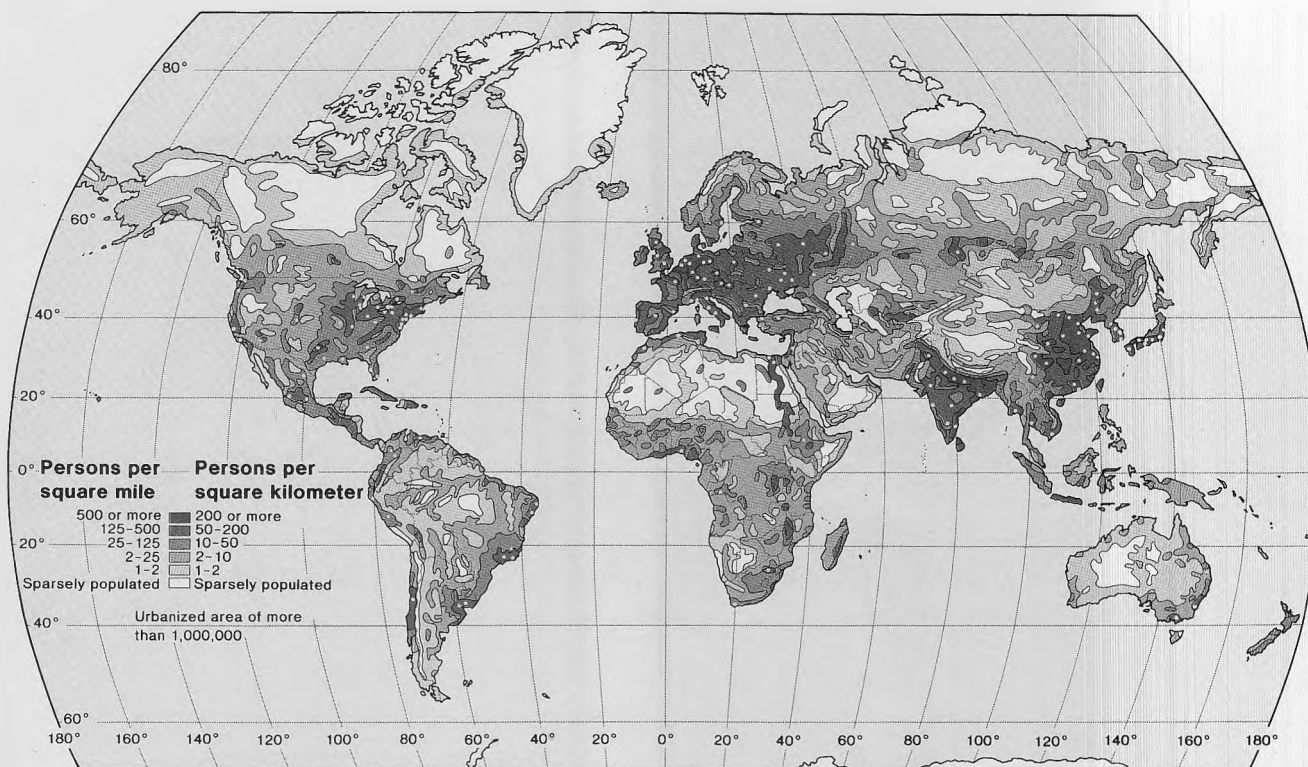 80°
60°
40°
20°
0°
Persons per square mile Persons per square kilometer
500 or more 200 or more
125-500 50-200
25-125 10-50
2-25 2-10
1-2 1-2
Sparsely populated Sparsely populated
20°
Urbanized area of more
than 1,000,000
40°
60°
180° 160° 140° 120° 100° 80° 60° 40° 20° 0° 20° 40° 60° 80° 100° 120° 140° 160° 180°